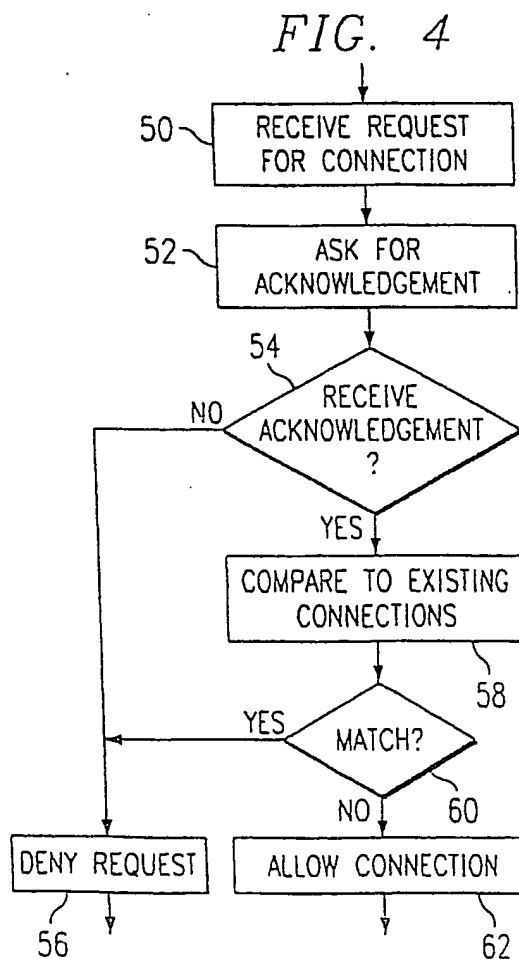 FIG. 4
50
RECEIVE REQUEST
FOR CONNECTION
52
ASK FOR
ACKNOWLEDGEMENT
54
RECEIVE
ACKNOWLEDGEMENT
?
NO
YES
COMPARE TO EXISTING
CONNECTIONS
58
YES
MATCH?
60
NO
DENY REQUEST
56
ALLOW CONNECTION
62